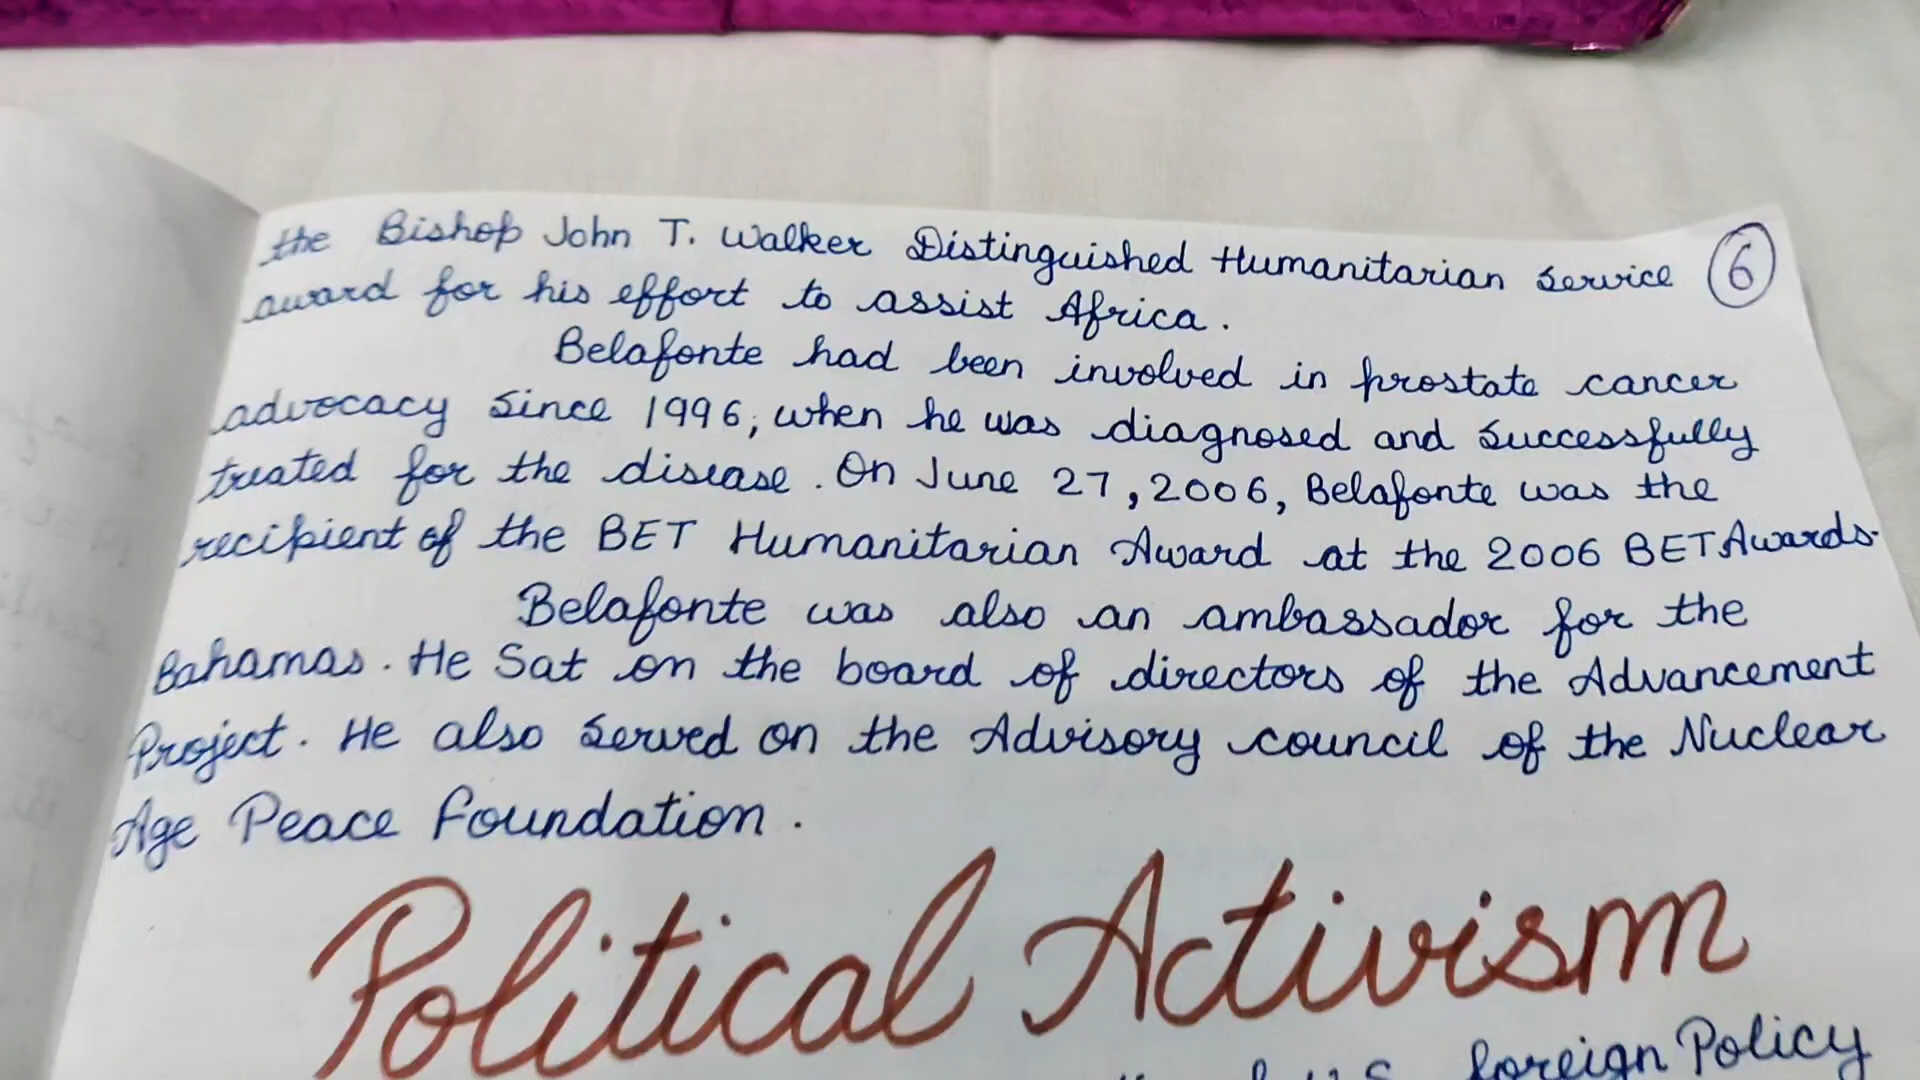 the Bishop John T. Walker Distinguished Humanitarian Service 6
award for his effort to assist Africa.
Belafonte had been involved in prostate cancer
advocacy since 1996, when he was diagnosed and successfully
treated for the disease. On June 27, 2006, Belafonte was the
recipient of the BET Humanitarian Award at the 2006 BET Awards.
Belafonte was also an ambassador for the
Bahamas. He Sat on the board of directors of the Advancement
Project. He also served on the Advisory council of the Nuclear
Age Peace Foundation.
Political Activism
U.S. foreign Policy